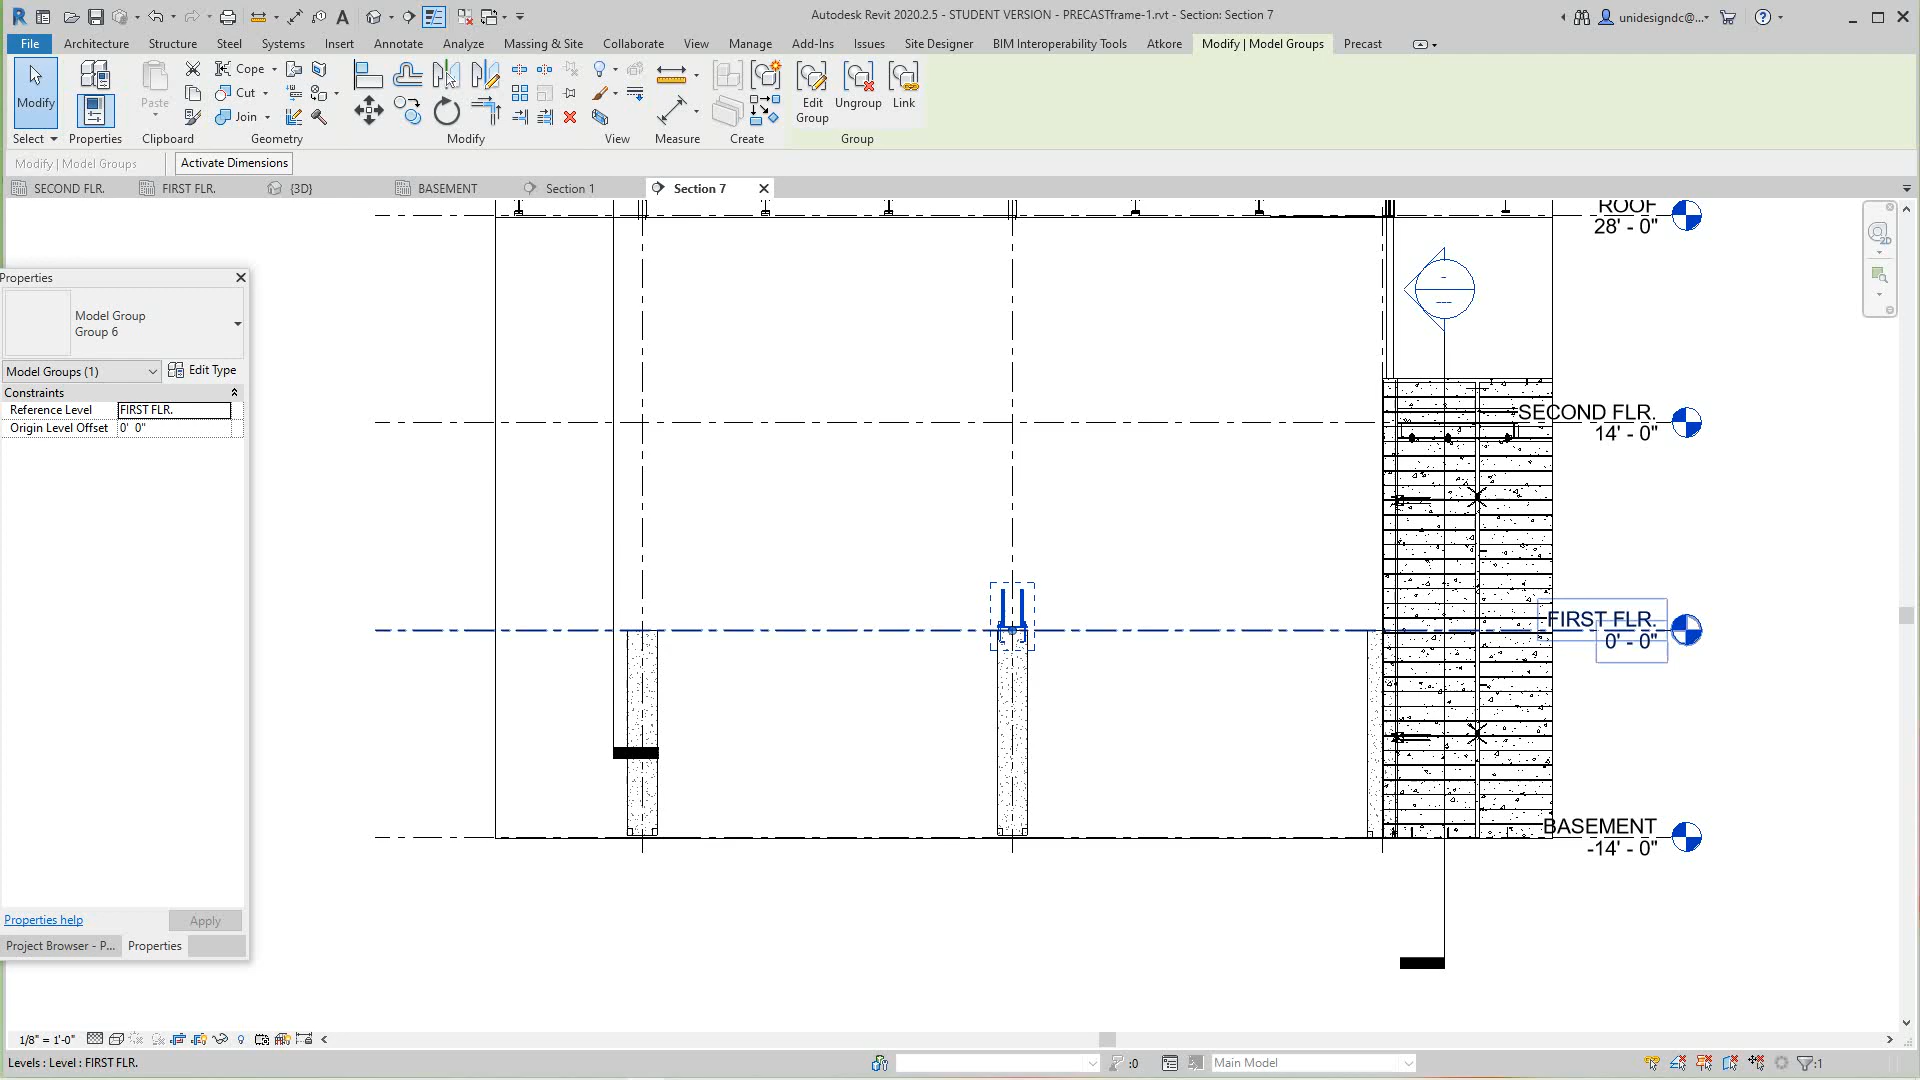 Autodesk Revit 2020.2.5 - STUDENT VERSION - PRECASTframe-1.rvt - Section: Section 7
unidesigndc@...
File Architecture Structure Steel Systems Insert Annotate Analyze Massing & Site Collaborate View Manage Add-Ins Issues Site Designer BIM Interoperability Tools Atkore Modify | Model Groups Precast
Modify
Paste
Cope
Cut
Join
Edit Group
Ungroup
Link
Select Properties Clipboard Geometry Modify View Measure Create Group
Modify | Model Groups Activate Dimensions
SECOND FLR. FIRST FLR. {3D} BASEMENT Section 1 Section 7
ROOF
28' - 0"
2D
SECOND FLR.
14' - 0"
FIRST FLR.
0' - 0"
BASEMENT
-14' - 0"
Properties
Model Group
Group 6
Model Groups (1) Edit Type
Constraints
Reference Level FIRST FLR.
Origin Level Offset 0' 0"
Properties help Apply
Project Browser - P... Properties
1/8" = 1'-0"
Levels : Level : FIRST FLR. :0 Main Model :1